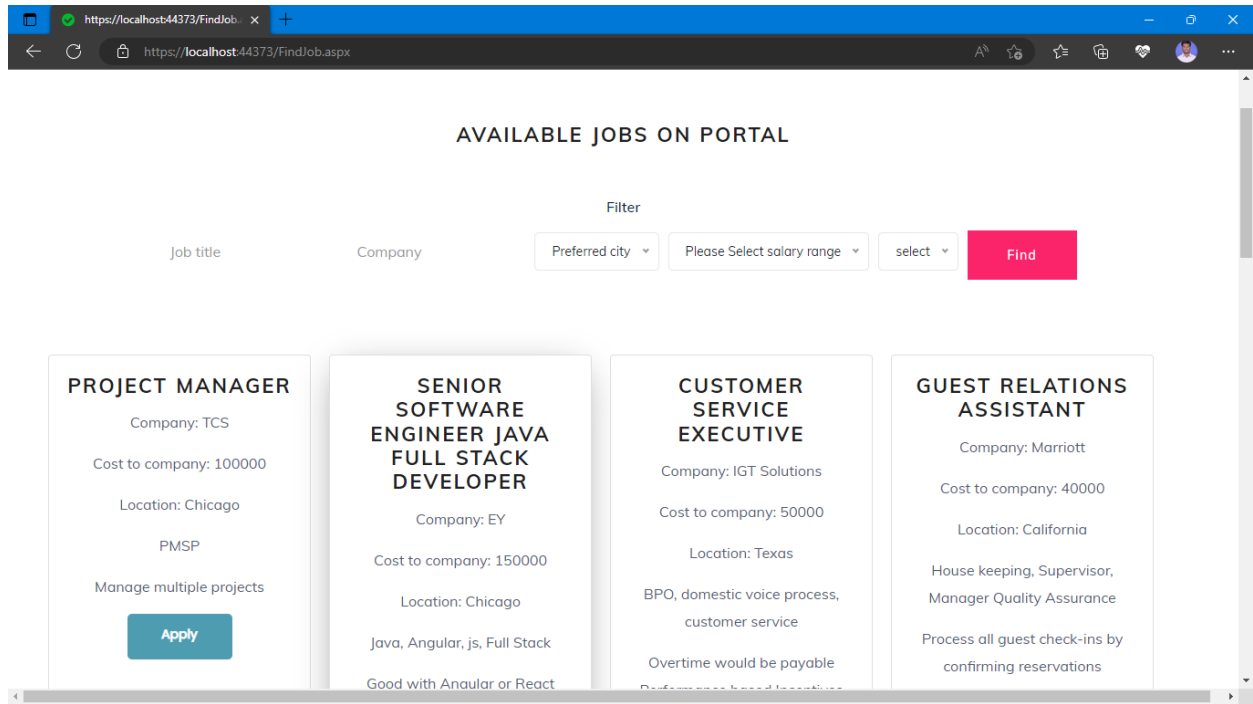 https://localhost:44373/FindJob.
https://localhost:44373/FindJob.aspx
AVAILABLE JOBS ON PORTAL
Filter
Job title
Company
Preferred city
Please Select salary range
select
Find
PROJECT MANAGER
Company: TCS
Cost to company: 100000
Location: Chicago
PMSP
Manage multiple projects
Apply
SENIOR
SOFTWARE
ENGINEER JAVA
FULL STACK
DEVELOPER
Company: EY
Cost to company: 150000
Location: Chicago
Java, Angular, js, Full Stack
Good with Angular or React
CUSTOMER
SERVICE
EXECUTIVE
Company: IGT Solutions
Cost to company: 50000
Location: Texas
BPO, domestic voice process,
customer service
Overtime would be payable
Performance based Incentives
GUEST RELATIONS
ASSISTANT
Company: Marriott
Cost to company: 40000
Location: California
House keeping, Supervisor,
Manager Quality Assurance
Process all guest check-ins by
confirming reservations